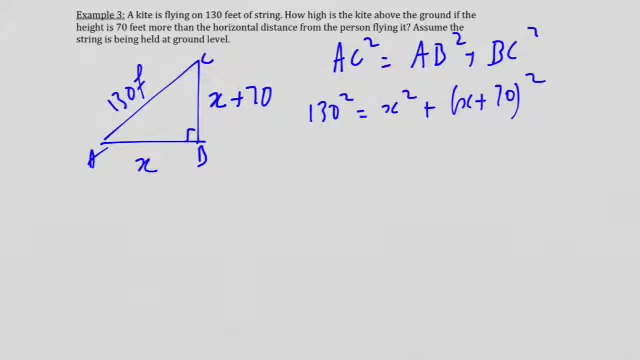 Example 3: A kite is flying on 130 feet of string. How high is the kite above the ground if the
height is 70 feet more than the horizontal distance from the person flying it? Assume the
string is being held at ground level.
AC² = AB² + BC²
130² = x² + (x + 70)²
C
130f
x + 70
A
B
x